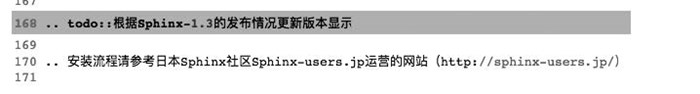 168 .. todo::根据Sphinx-1.3的发布情况更新版本显示
169
170 .. 安装流程请参考日本Sphinx社区Sphinx-users.jp运营的网站（http://sphinx-users.jp/）
171